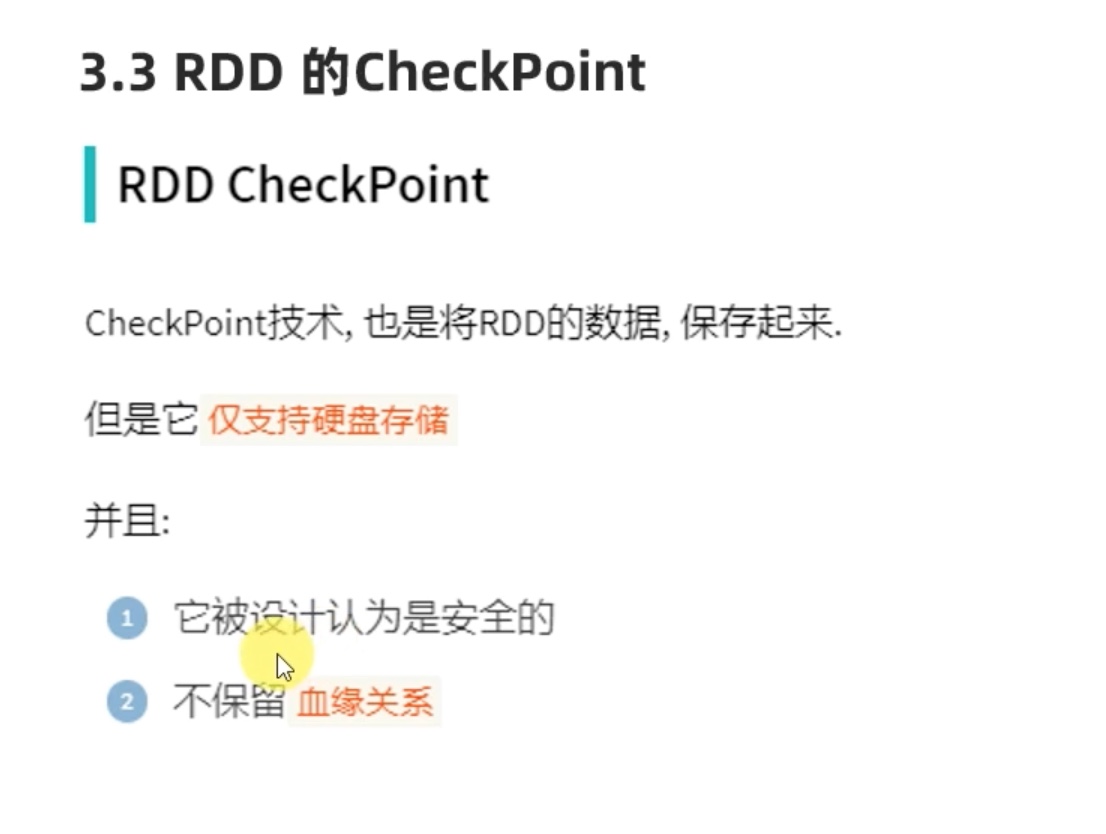 3.3 RDD 的CheckPoint
RDD CheckPoint
CheckPoint技术, 也是将RDD的数据, 保存起来.
但是它 仅支持硬盘存储
并且:
1 它被设计认为是安全的
2 不保留 血缘关系